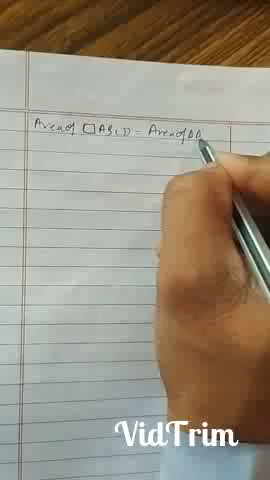 Area of □ ABCD = Area of ΔA
VidTrim